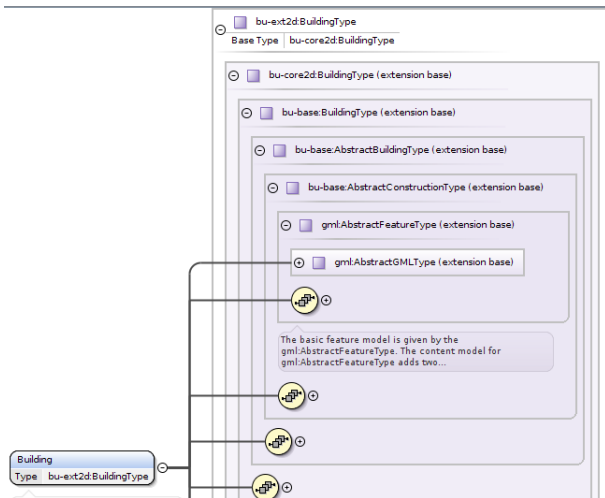 bu-ext2d:BuildingType
Base Type bu-core2d:BuildingType
bu-core2d:BuildingType (extension base)
bu-base:BuildingType (extension base)
bu-base:AbstractBuildingType (extension base)
bu-base:AbstractConstructionType (extension base)
gml:AbstractFeatureType (extension base)
gml:AbstractGMLType (extension base)
The basic feature model is given by the
gml:AbstractFeatureType. The content model for
gml:AbstractFeatureType adds two...
Building
Type bu-ext2d:BuildingType